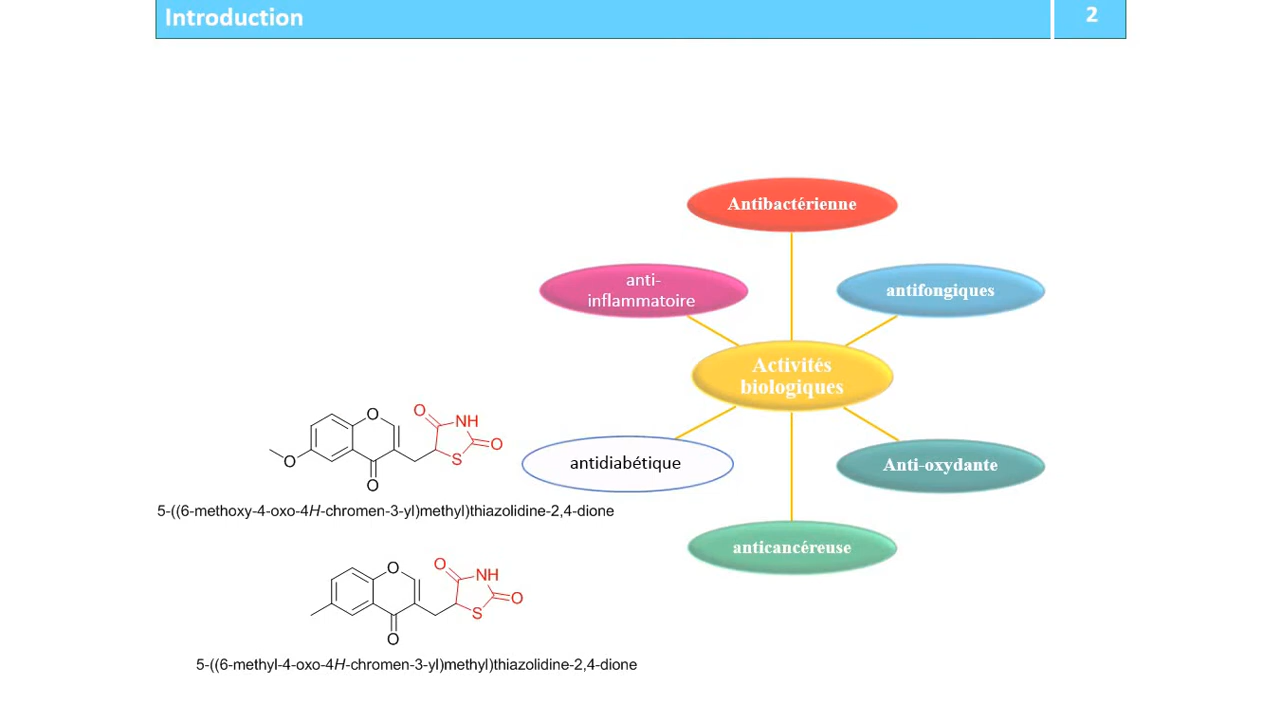 Introduction
2
Antibactérienne
anti-
inflammatoire
antifongiques
Activités
biologiques
antidiabétique
Anti-oxydante
anticancéreuse
O
O
NH
O
S
O
O
5-((6-methoxy-4-oxo-4H-chromen-3-yl)methyl)thiazolidine-2,4-dione
O
O
NH
O
S
O
5-((6-methyl-4-oxo-4H-chromen-3-yl)methyl)thiazolidine-2,4-dione